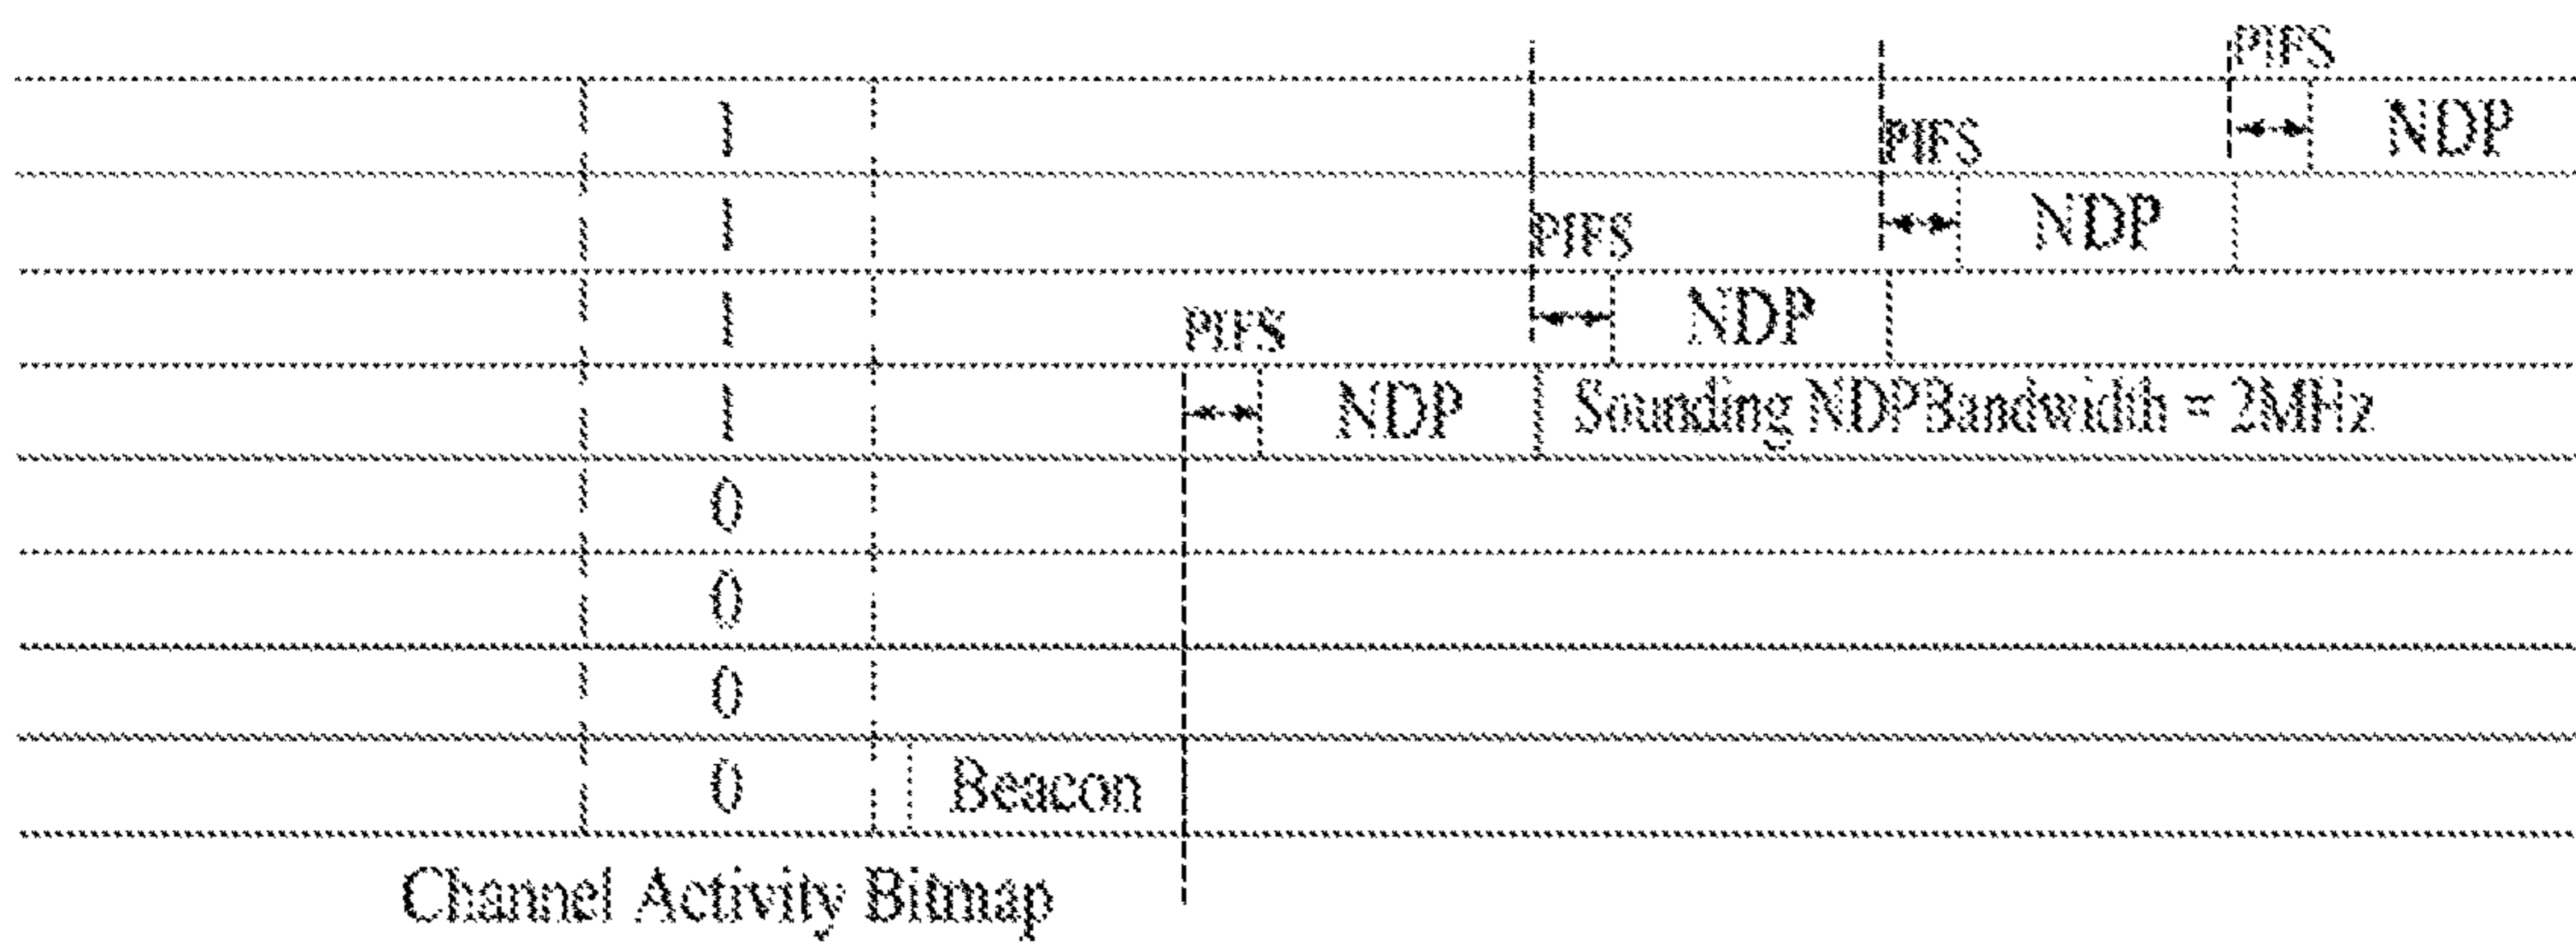 PIFS
1 PIFS NDP
1 PIFS NDP
1 PIFS NDP
1 NDP Sounding NDPBandwidth = 2MHz
0
0
0
0 Beacon
Channel Activity Bitmap